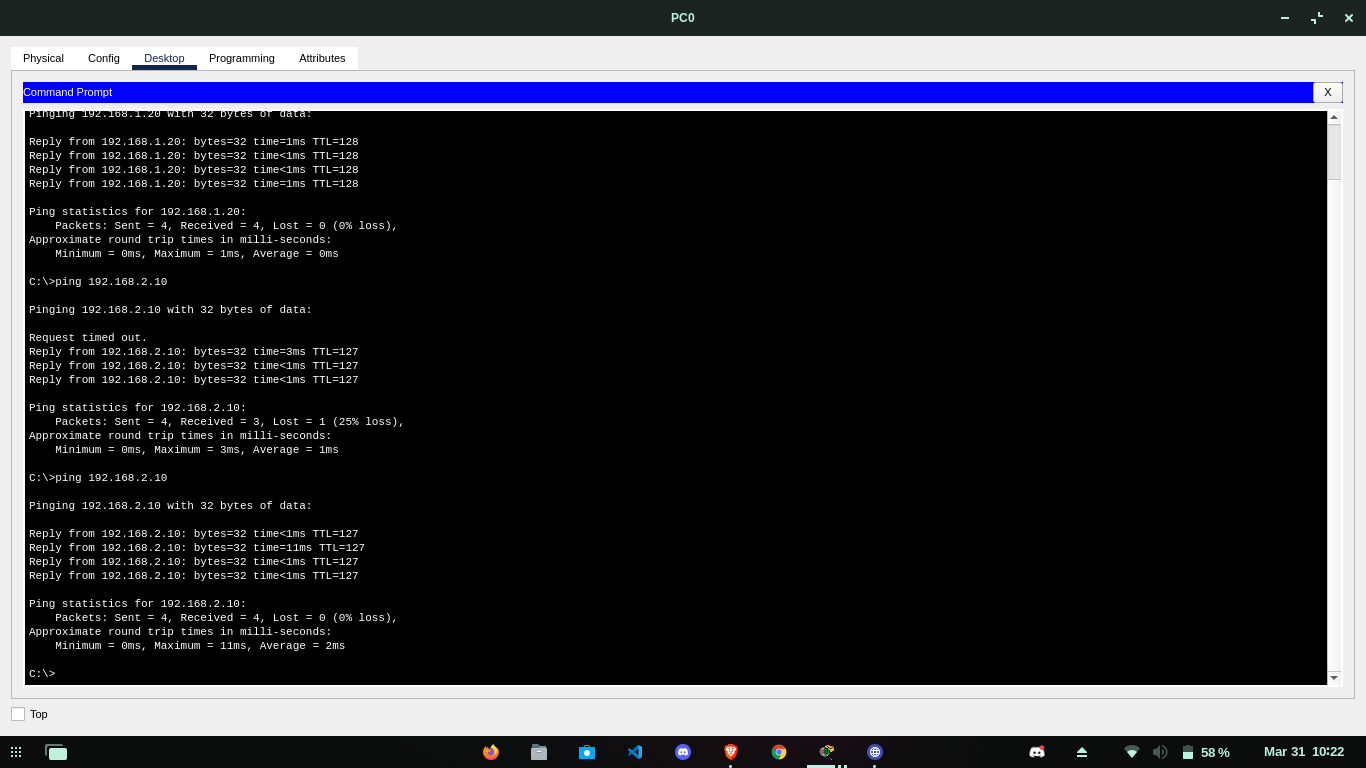 PC0
Physical Config Desktop Programming Attributes
Command Prompt X
Pinging 192.168.1.20 with 32 bytes of data:
Reply from 192.168.1.20: bytes=32 time=1ms TTL=128
Reply from 192.168.1.20: bytes=32 time<1ms TTL=128
Reply from 192.168.1.20: bytes=32 time<1ms TTL=128
Reply from 192.168.1.20: bytes=32 time=1ms TTL=128
Ping statistics for 192.168.1.20:
Packets: Sent = 4, Received = 4, Lost = 0 (0% loss),
Approximate round trip times in milli-seconds:
Minimum = 0ms, Maximum = 1ms, Average = 0ms
C:\>ping 192.168.2.10
Pinging 192.168.2.10 with 32 bytes of data:
Request timed out.
Reply from 192.168.2.10: bytes=32 time=3ms TTL=127
Reply from 192.168.2.10: bytes=32 time<1ms TTL=127
Reply from 192.168.2.10: bytes=32 time<1ms TTL=127
Ping statistics for 192.168.2.10:
Packets: Sent = 4, Received = 3, Lost = 1 (25% loss),
Approximate round trip times in milli-seconds:
Minimum = 0ms, Maximum = 3ms, Average = 1ms
C:\>ping 192.168.2.10
Pinging 192.168.2.10 with 32 bytes of data:
Reply from 192.168.2.10: bytes=32 time<1ms TTL=127
Reply from 192.168.2.10: bytes=32 time=11ms TTL=127
Reply from 192.168.2.10: bytes=32 time<1ms TTL=127
Reply from 192.168.2.10: bytes=32 time<1ms TTL=127
Ping statistics for 192.168.2.10:
Packets: Sent = 4, Received = 4, Lost = 0 (0% loss),
Approximate round trip times in milli-seconds:
Minimum = 0ms, Maximum = 11ms, Average = 2ms
C:\>
Top
58 % Mar 31 10:22